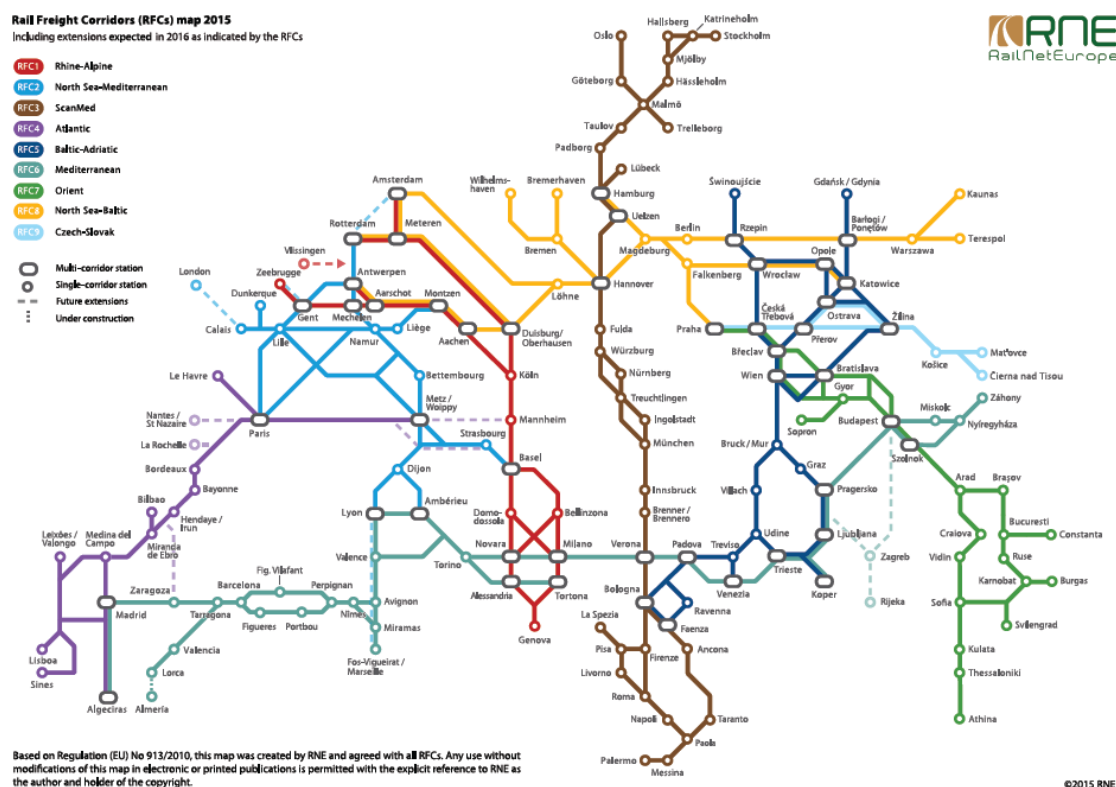 Rail Freight Corridors (RFCs) map 2015
Including extensions expected in 2016 as indicated by the RFCs
RNE
RailNetEurope
RFC1 Rhine-Alpine
RFC2 North Sea-Mediterranean
RFC3 ScanMed
RFC4 Atlantic
RFC5 Baltic-Adriatic
RFC6 Mediterranean
RFC7 Orient
RFC8 North Sea-Baltic
RFC9 Czech-Slovak
Multi-corridor station
Single-corridor station
Future extensions
Under construction
Oslo
Hallsberg
Katrineholm
Stockholm
Mjölby
Göteborg
Hässleholm
Malmö
Taulov
Trelleborg
Padborg
Lübeck
Amsterdam
Wilhelms-
haven
Bremerhaven
Hamburg
Świnoujście
Gdańsk / Gdynia
Kaunas
Rotterdam
Meteren
Uelzen
Bremen
Magdeburg
Berlin
Rzepin
Barłogi /
Ponętów
Warszawa
Terespol
Vlissingen
London
Zeebrugge
Antwerpen
Aarschot
Montzen
Löhne
Hannover
Falkenberg
Wrocław
Opole
Katowice
Dunkerque
Calais
Gent
Mechelen
Lille
Namur
Liège
Aachen
Duisburg/
Oberhausen
Fulda
Praha
Česká
Třebová
Ostrava
Přerov
Žilina
Le Havre
Bettembourg
Köln
Würzburg
Nürnberg
Břeclav
Wien
Bratislava
Gyor
Košice
Maťovce
Čierna nad Tisou
Nantes /
St Nazaire
Paris
Metz /
Woippy
Mannheim
Treuchtlingen
Ingolstadt
Sopron
Budapest
Miskolc
Záhony
Nyíregyháza
La Rochelle
Strasbourg
München
Bruck / Mur
Szolnok
Bordeaux
Dijon
Basel
Graz
Bayonne
Bilbao
Lyon
Ambérieu
Innsbruck
Villach
Pragersko
Arad
Braşov
Hendaye /
Irun
Domo-
dossola
Bellinzona
Brenner /
Brennero
Leixões /
Valongo
Medina del
Campo
Miranda
de Ebro
Udine
Ljubljana
Craiova
Bucuresti
Constanta
Valence
Torino
Novara
Milano
Verona
Padova
Treviso
Trieste
Zagreb
Vidin
Ruse
Zaragoza
Barcelona
Fig. Vilafant
Perpignan
Alessandria
Tortona
Bologna
Venezia
Koper
Karnobat
Burgas
Madrid
Tarragona
Figueres
Portbou
Nîmes
Avignon
Miramas
Genova
La Spezia
Ravenna
Faenza
Rijeka
Sofia
Svilengrad
Lisboa
Sines
Valencia
Lorca
Fos-Vigueirat /
Marseille
Pisa
Firenze
Ancona
Kulata
Algeciras
Almería
Livorno
Roma
Thessaloniki
Napoli
Taranto
Athina
Paola
Palermo
Messina
Based on Regulation (EU) No 913/2010, this map was created by RNE and agreed with all RFCs. Any use without
modifications of this map in electronic or printed publications is permitted with the explicit reference to RNE as
the author and holder of the copyright.
©2015 RNE